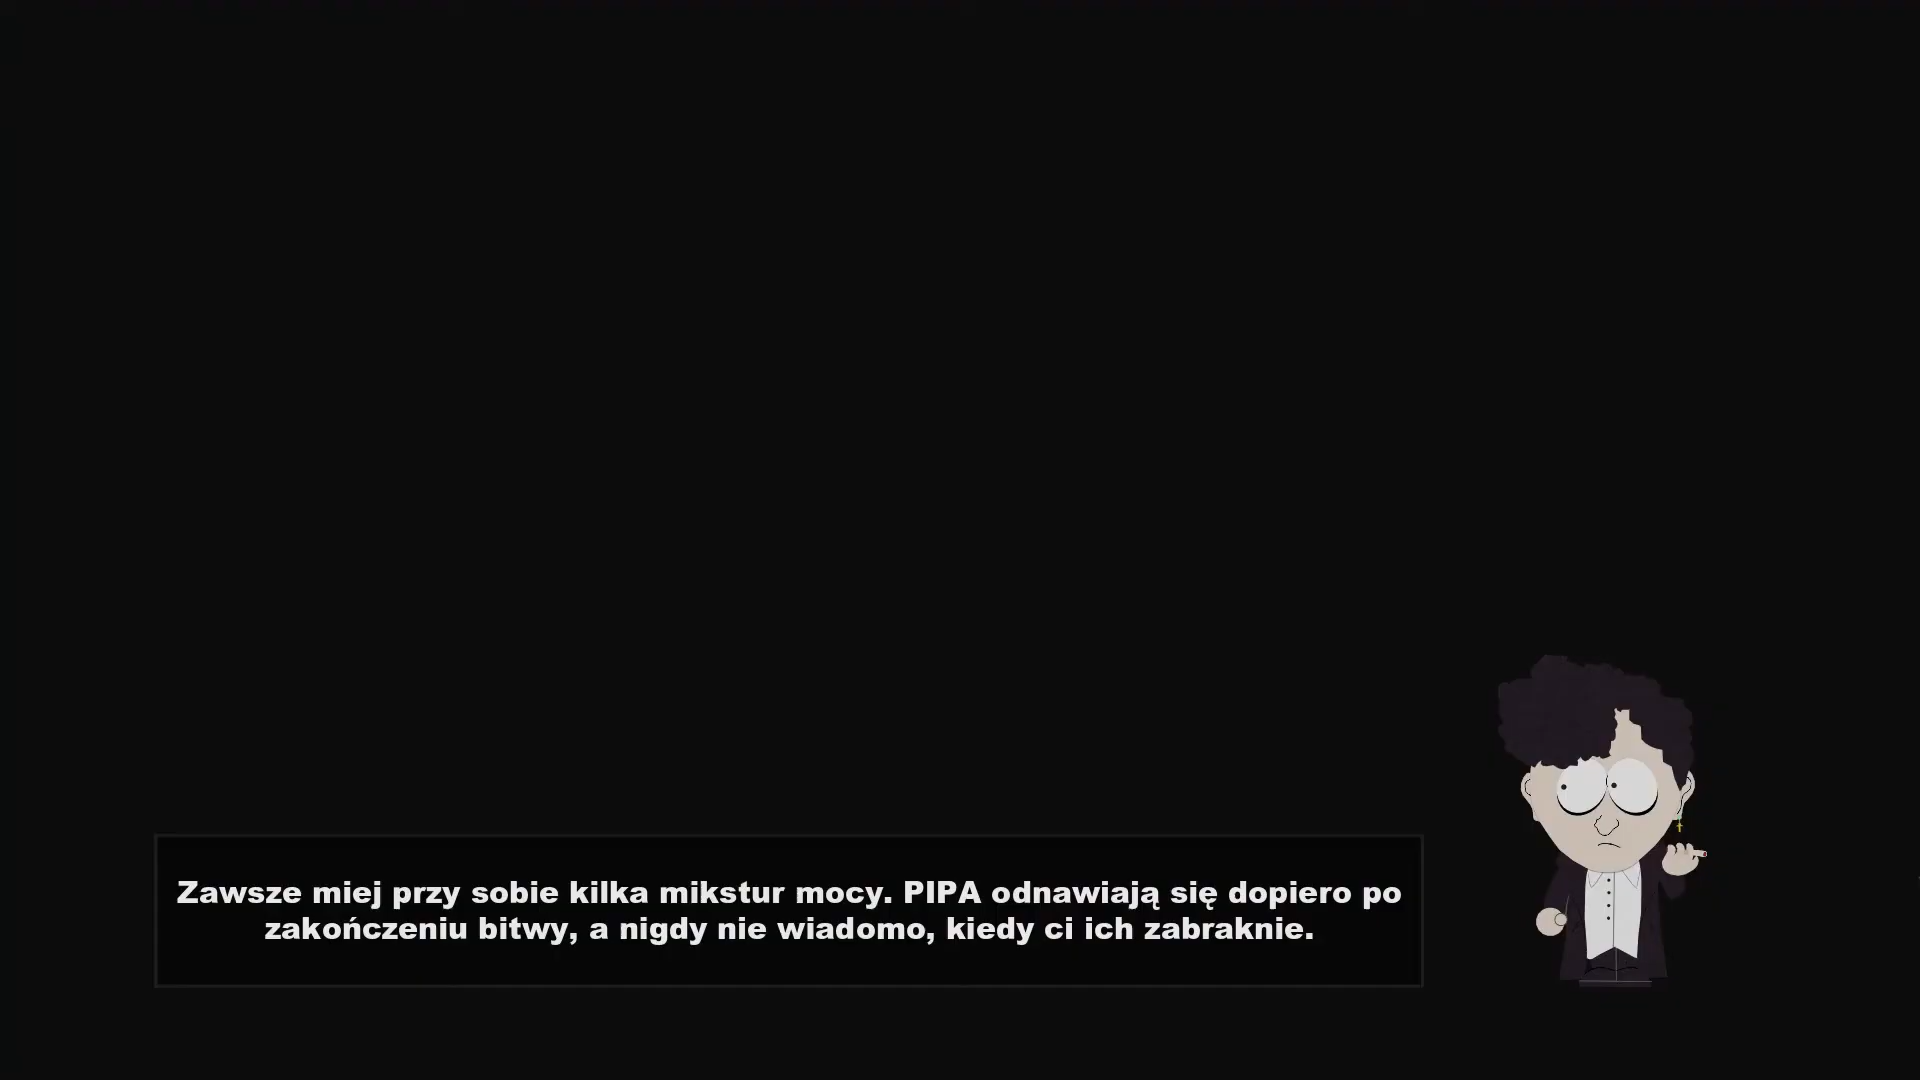 Zawsze miej przy sobie kilka mikstur mocy. PIPA odnawiają się dopiero po
zakończeniu bitwy, a nigdy nie wiadomo, kiedy ci ich zabraknie.